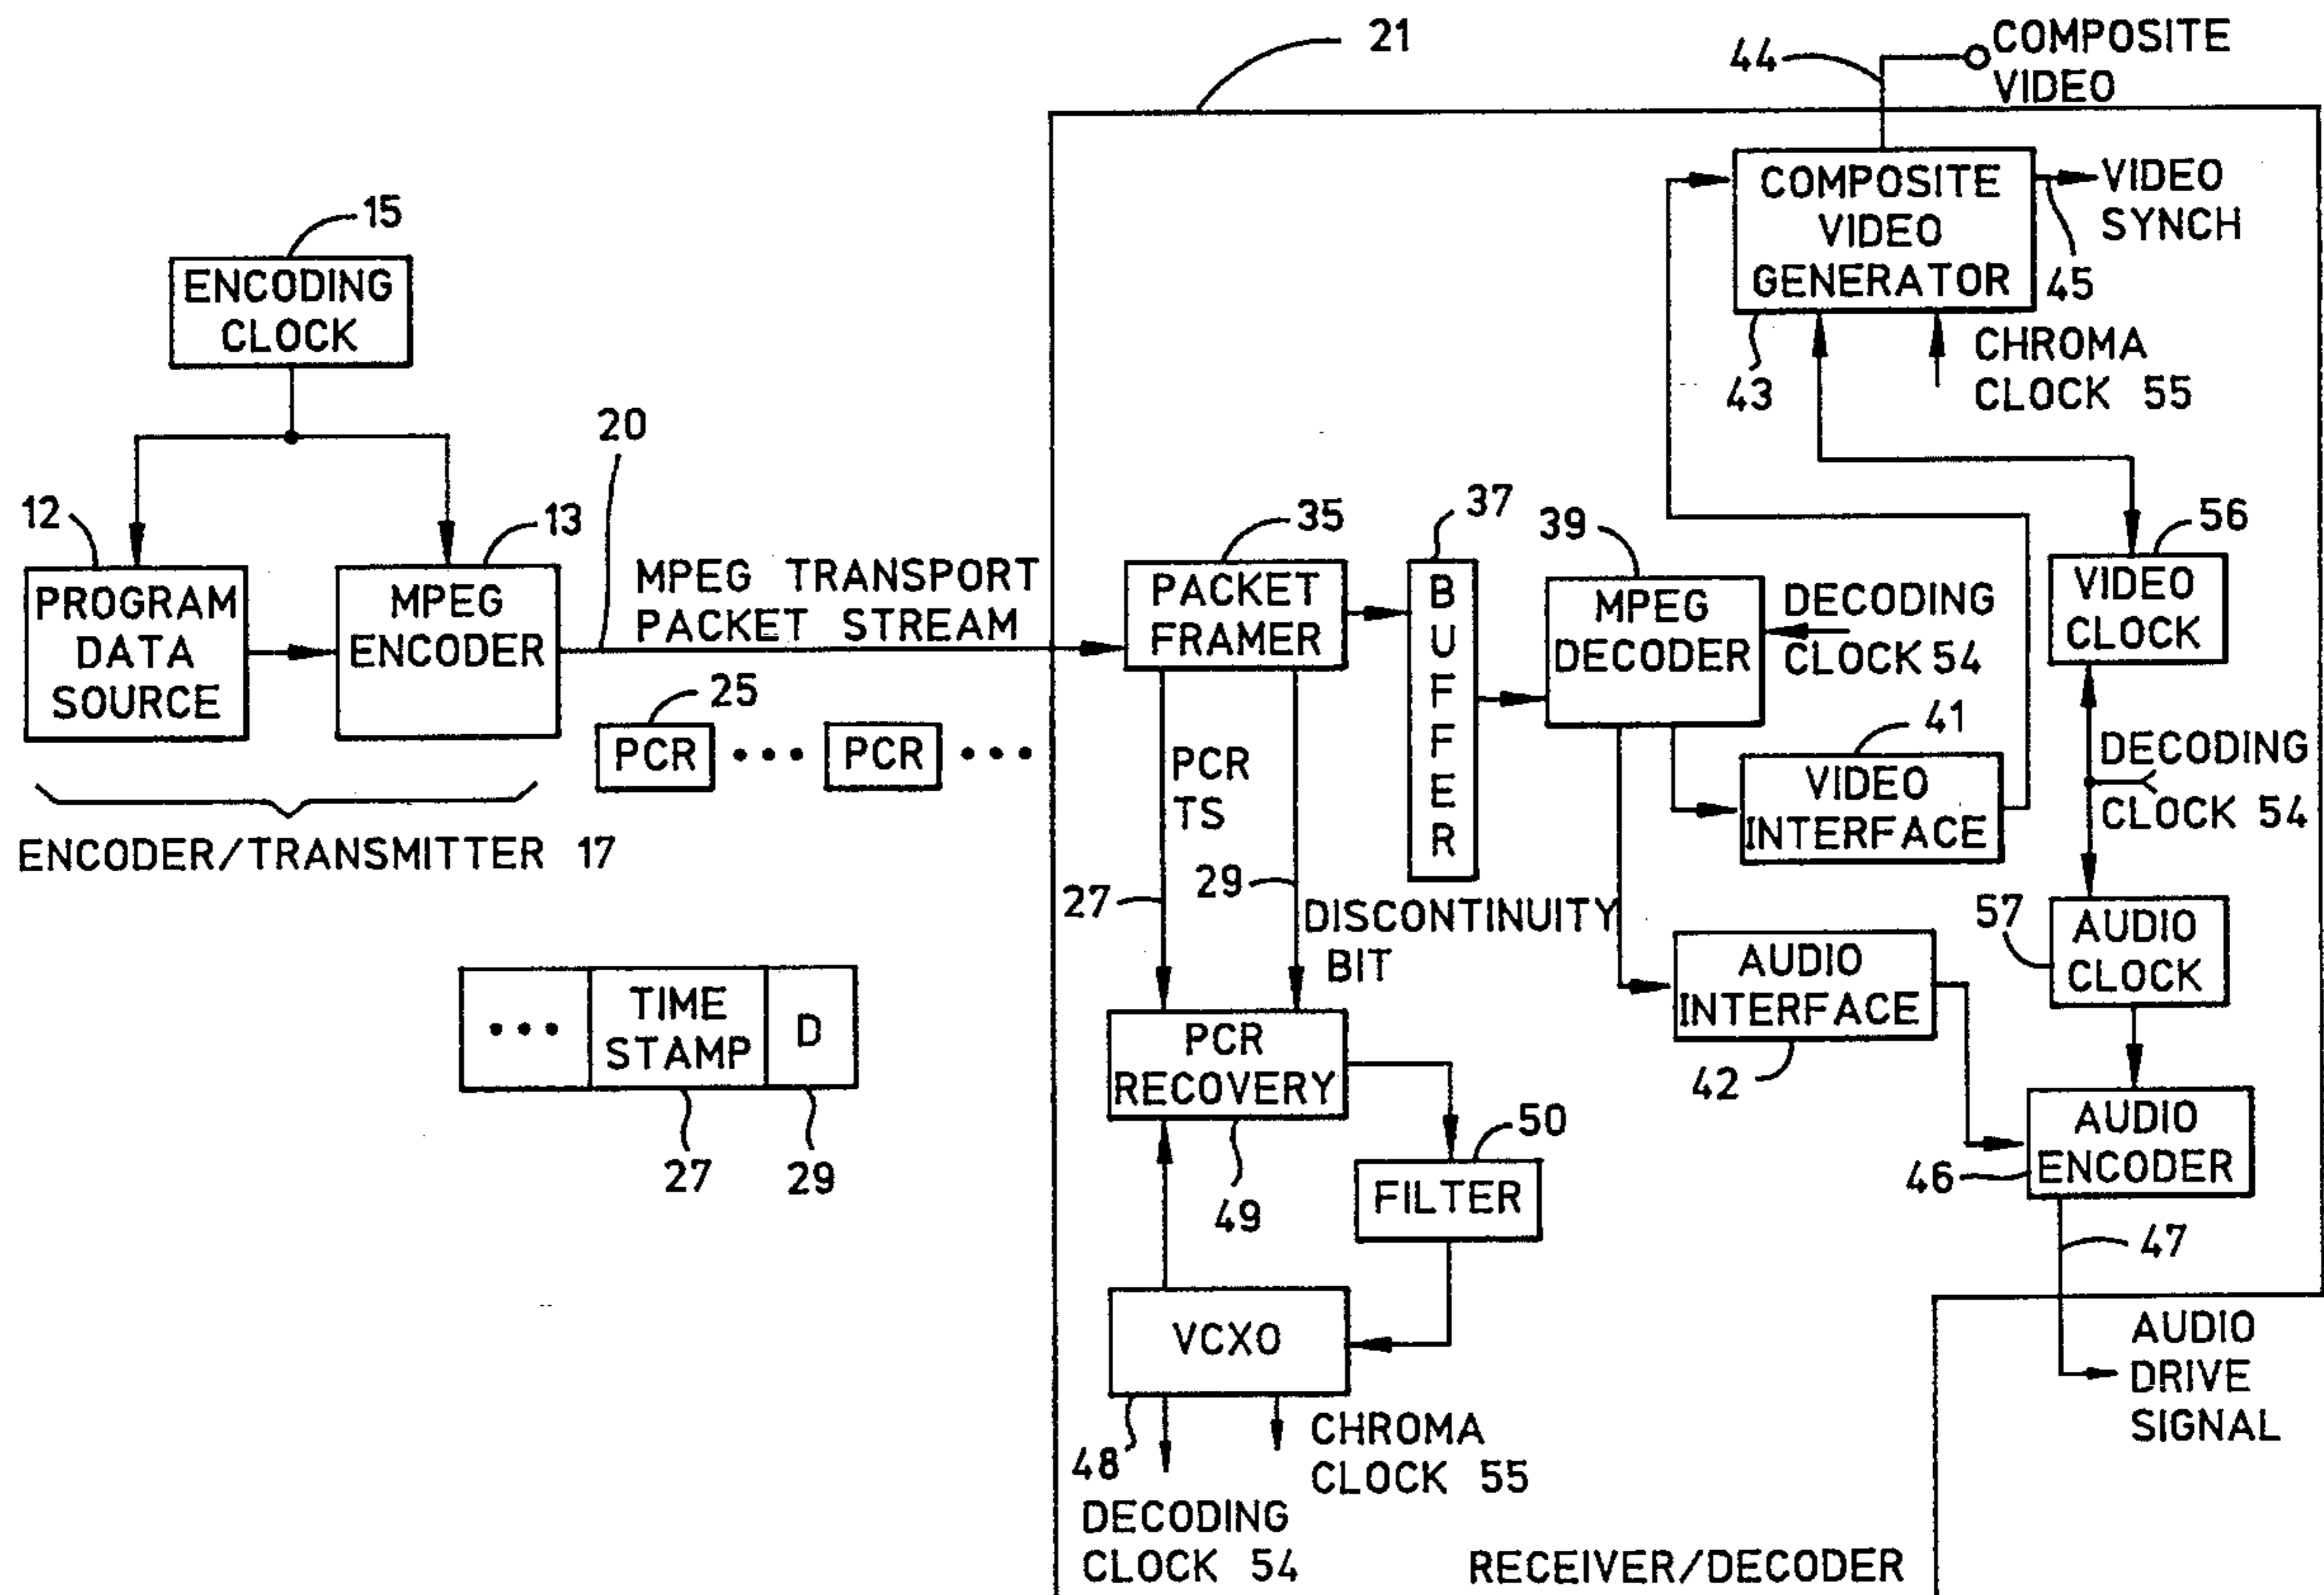 21
44
COMPOSITE
VIDEO
COMPOSITE
VIDEO
GENERATOR
VIDEO
SYNCH
45
43
CHROMA
CLOCK 55
15
ENCODING
CLOCK
20
12
13
PROGRAM
DATA
SOURCE
MPEG
ENCODER
MPEG TRANSPORT
PACKET STREAM
25
PCR
•••
PCR
•••
ENCODER/TRANSMITTER 17
•••
TIME
STAMP
D
27
29
35
PACKET
FRAMER
37
BUFFER
39
MPEG
DECODER
DECODING
CLOCK 54
56
VIDEO
CLOCK
41
VIDEO
INTERFACE
DECODING
CLOCK 54
PCR
TS
27
29
DISCONTINUITY
BIT
57
AUDIO
CLOCK
AUDIO
INTERFACE
42
PCR
RECOVERY
49
50
FILTER
AUDIO
ENCODER
46
47
VCXO
48
CHROMA
CLOCK 55
DECODING
CLOCK 54
AUDIO
DRIVE
SIGNAL
RECEIVER/DECODER